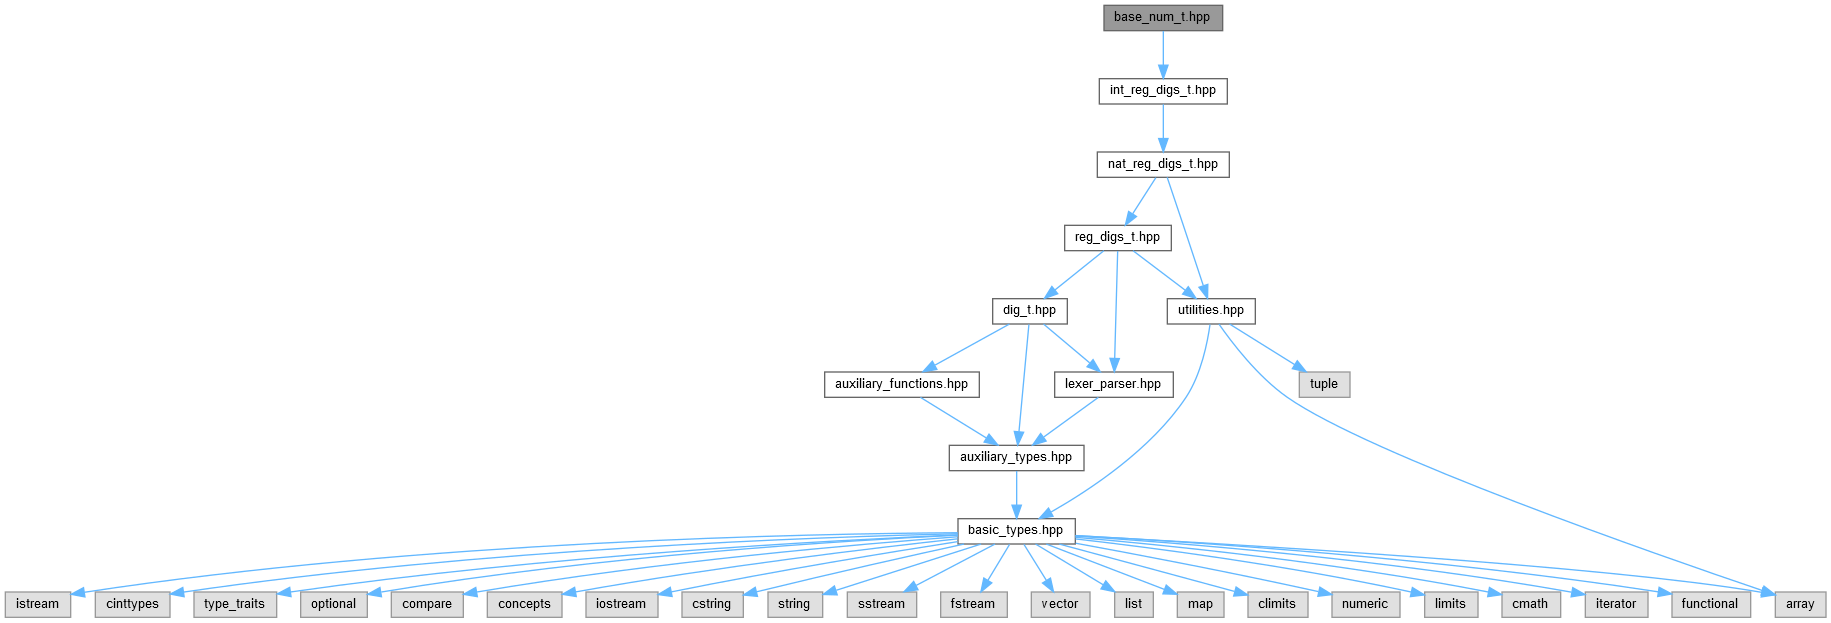 base_num_t.hpp
int_reg_digs_t.hpp
nat_reg_digs_t.hpp
reg_digs_t.hpp
dig_t.hpp
utilities.hpp
auxiliary_functions.hpp
lexer_parser.hpp
tuple
auxiliary_types.hpp
basic_types.hpp
istream
cinttypes
type_traits
optional
compare
concepts
iostream
cstring
string
sstream
fstream
vector
list
map
climits
numeric
limits
cmath
iterator
functional
array